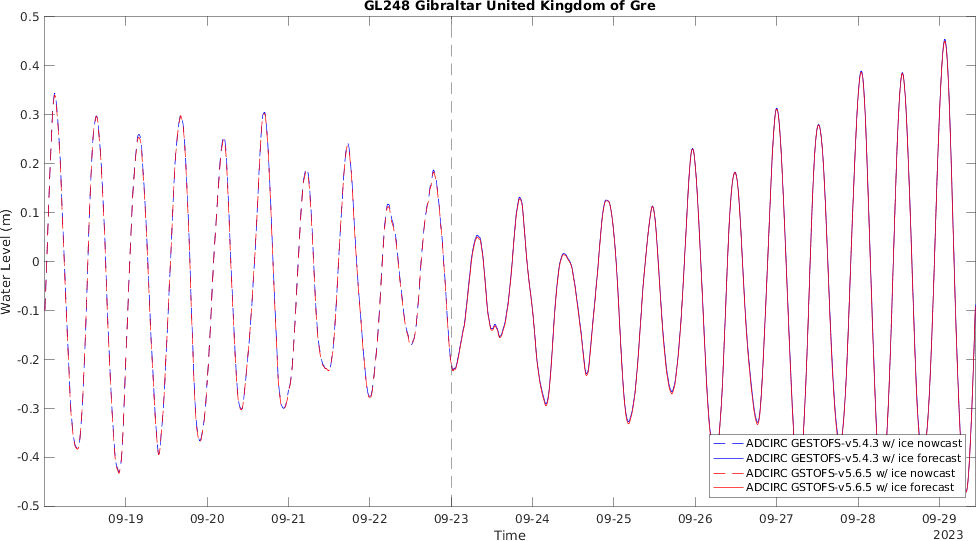 GL248 Gibraltar United Kingdom of Gre
0.5
0.4
0.3
0.2
0.1
0
-0.1
-0.2
-0.3
-0.4
-0.5
Water Level (m)
ADCIRC GESTOFS-v5.4.3 w/ ice nowcast
ADCIRC GESTOFS-v5.4.3 w/ ice forecast
ADCIRC GSTOFS-v5.6.5 w/ ice nowcast
ADCIRC GSTOFS-v5.6.5 w/ ice forecast
09-19 09-20 09-21 09-22 09-23 09-24 09-25 09-26 09-27 09-28 09-29
Time
2023